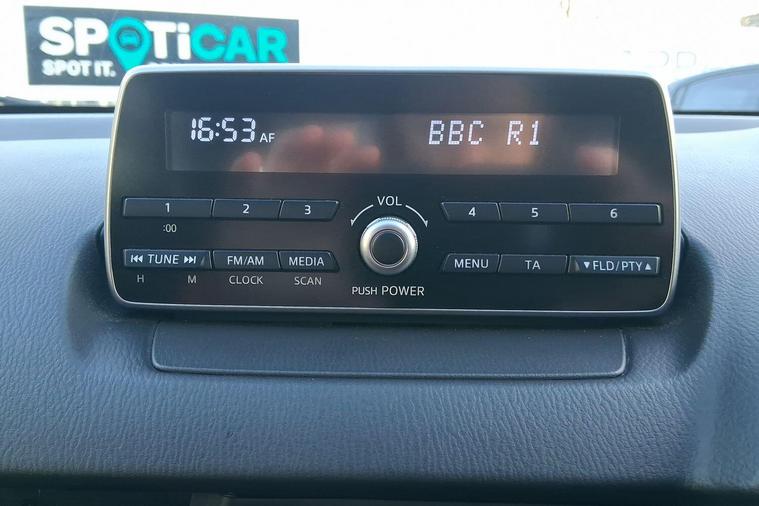 SPOTiCAR
SPOT IT.
16:53 AF BBC R1
1 2 3 VOL 4 5 6
:00
⏮ TUNE ⏭ FM/AM MEDIA MENU TA ▼FLD/PTY▲
H M CLOCK SCAN
PUSH POWER